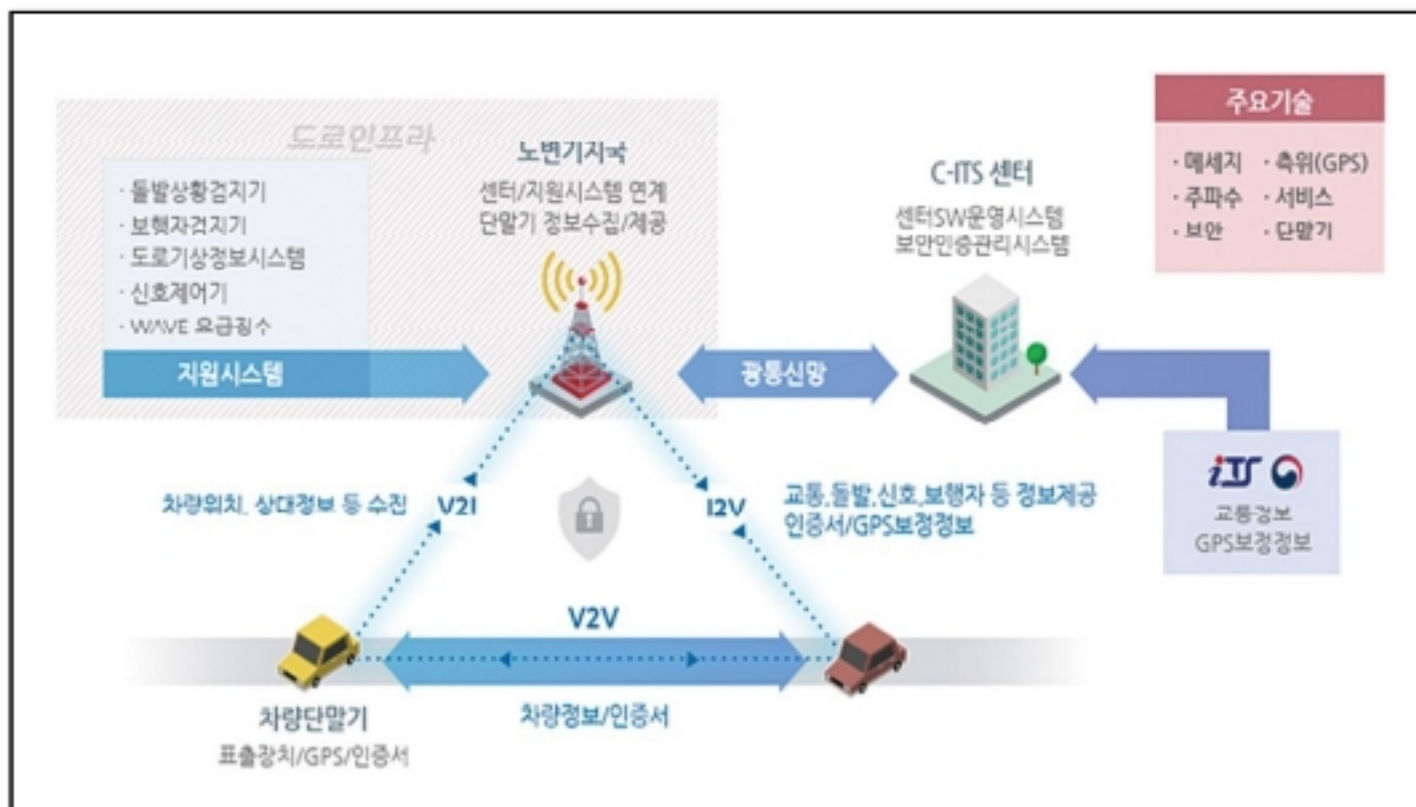 도로인프라
· 돌발상황검지기
· 보행자검지기
· 도로기상정보시스템
· 신호제어기
· WAVE 요금징수
지원시스템
노변기지국
센터/지원시스템 연계
단말기 정보수집/제공
광통신망
C-ITS 센터
센터SW운영시스템
보안인증관리시스템
주요기술
· 메세지 · 측위(GPS)
· 주파수 · 서비스
· 보안 · 단말기
ITS
교통정보
GPS보정정보
차량위치, 상태정보 등 수집
V2I
I2V
교통,돌발,신호,보행자 등 정보제공
인증서/GPS보정정보
V2V
차량정보/인증서
차량단말기
표출장치/GPS/인증서